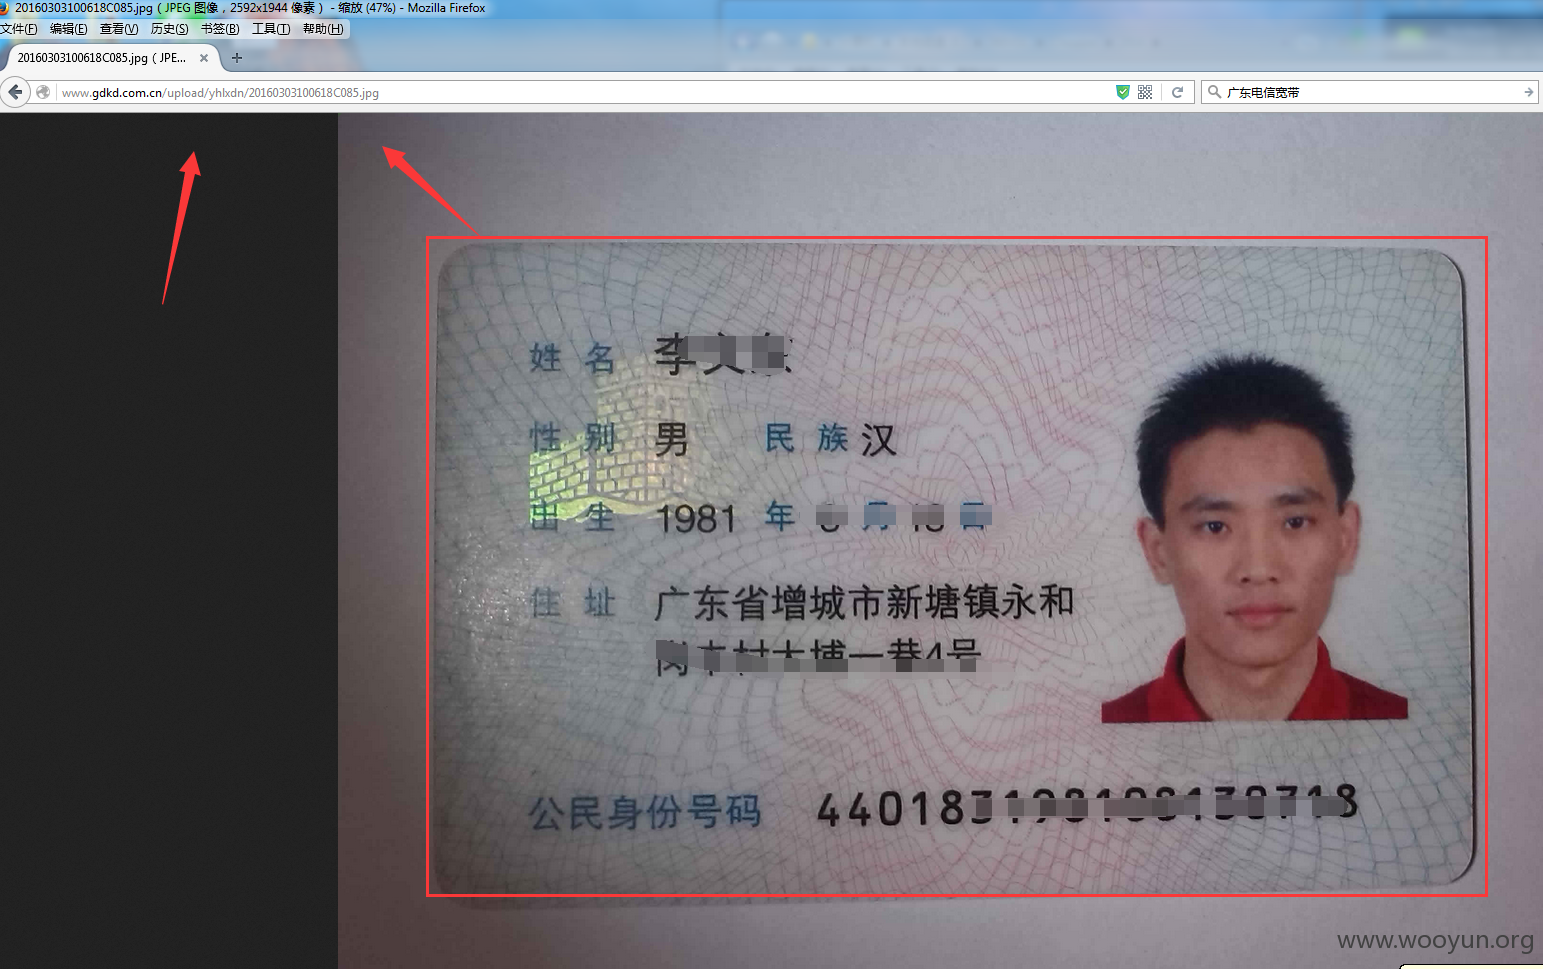 20160303100618C085.jpg ( JPEG 图像，2592x1944 像素 ) - 缩放 (47%) - Mozilla Firefox
文件(F) 编辑(E) 查看(V) 历史(S) 书签(B) 工具(T) 帮助(H)
20160303100618C085.jpg ( JPE...
www.gdkd.com.cn/upload/yhlxdn/20160303100618C085.jpg
广东电信宽带
姓名 李
性别 男 民族 汉
出生 1981 年
住址 广东省增城市新塘镇永和
公民身份号码 44018
www.wooyun.org